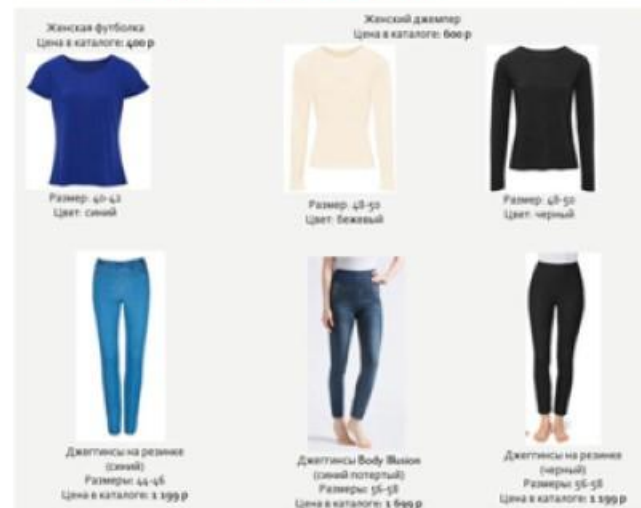 Женская футболка
Цена в каталоге: 400 р
Женский джемпер
Цена в каталоге: 600 р
Размер: 40-42
Цвет: синий
Размер: 48-50
Цвет: бежевый
Размер: 48-50
Цвет: черный
Джеггинсы на резинке
(синий)
Размеры: 44-46
Цена в каталоге: 1 199 р
Джеггинсы Body Illusion
(синий потертый)
Размеры: 56-58
Цена в каталоге: 1 699 р
Джеггинсы на резинке
(черный)
Размеры: 56-58
Цена в каталоге: 1 199 р